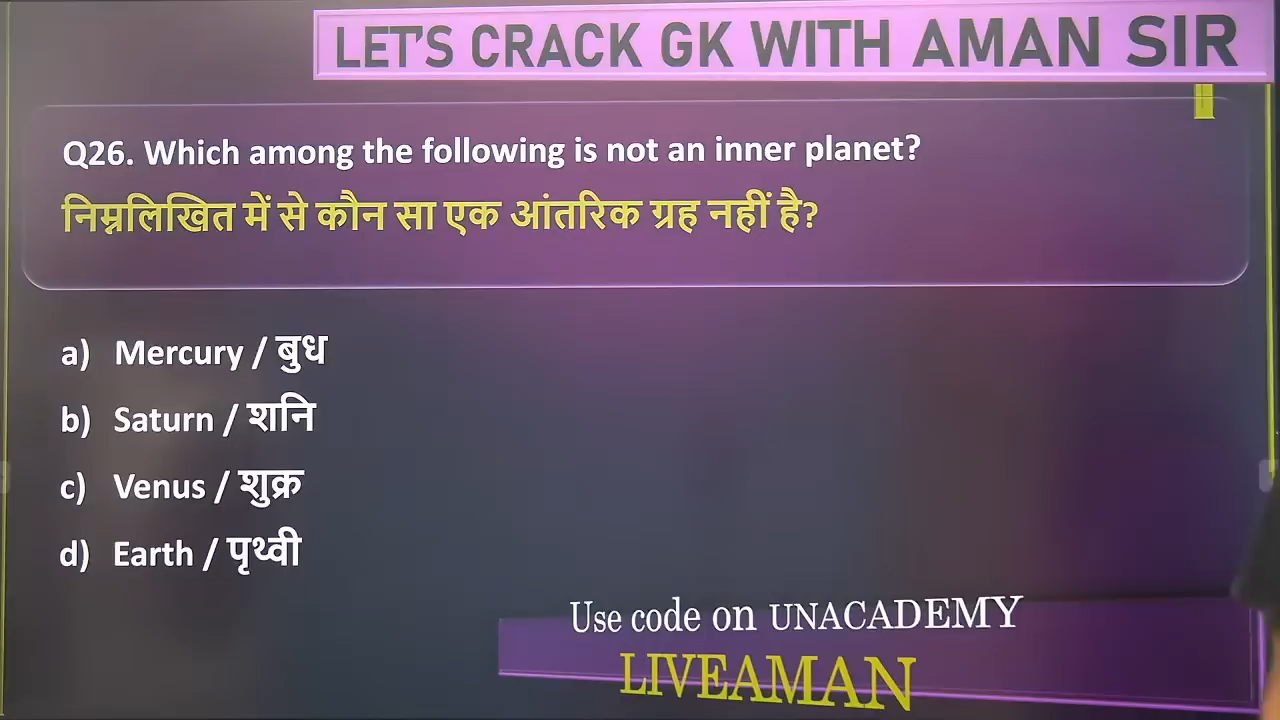 LET'S CRACK GK WITH AMAN SIR
Q26. Which among the following is not an inner planet?
निम्नलिखित में से कौन सा एक आंतरिक ग्रह नहीं है?
a) Mercury / बुध
b) Saturn / शनि
c) Venus / शुक्र
d) Earth / पृथ्वी
Use code on UNACADEMY
LIVEAMAN